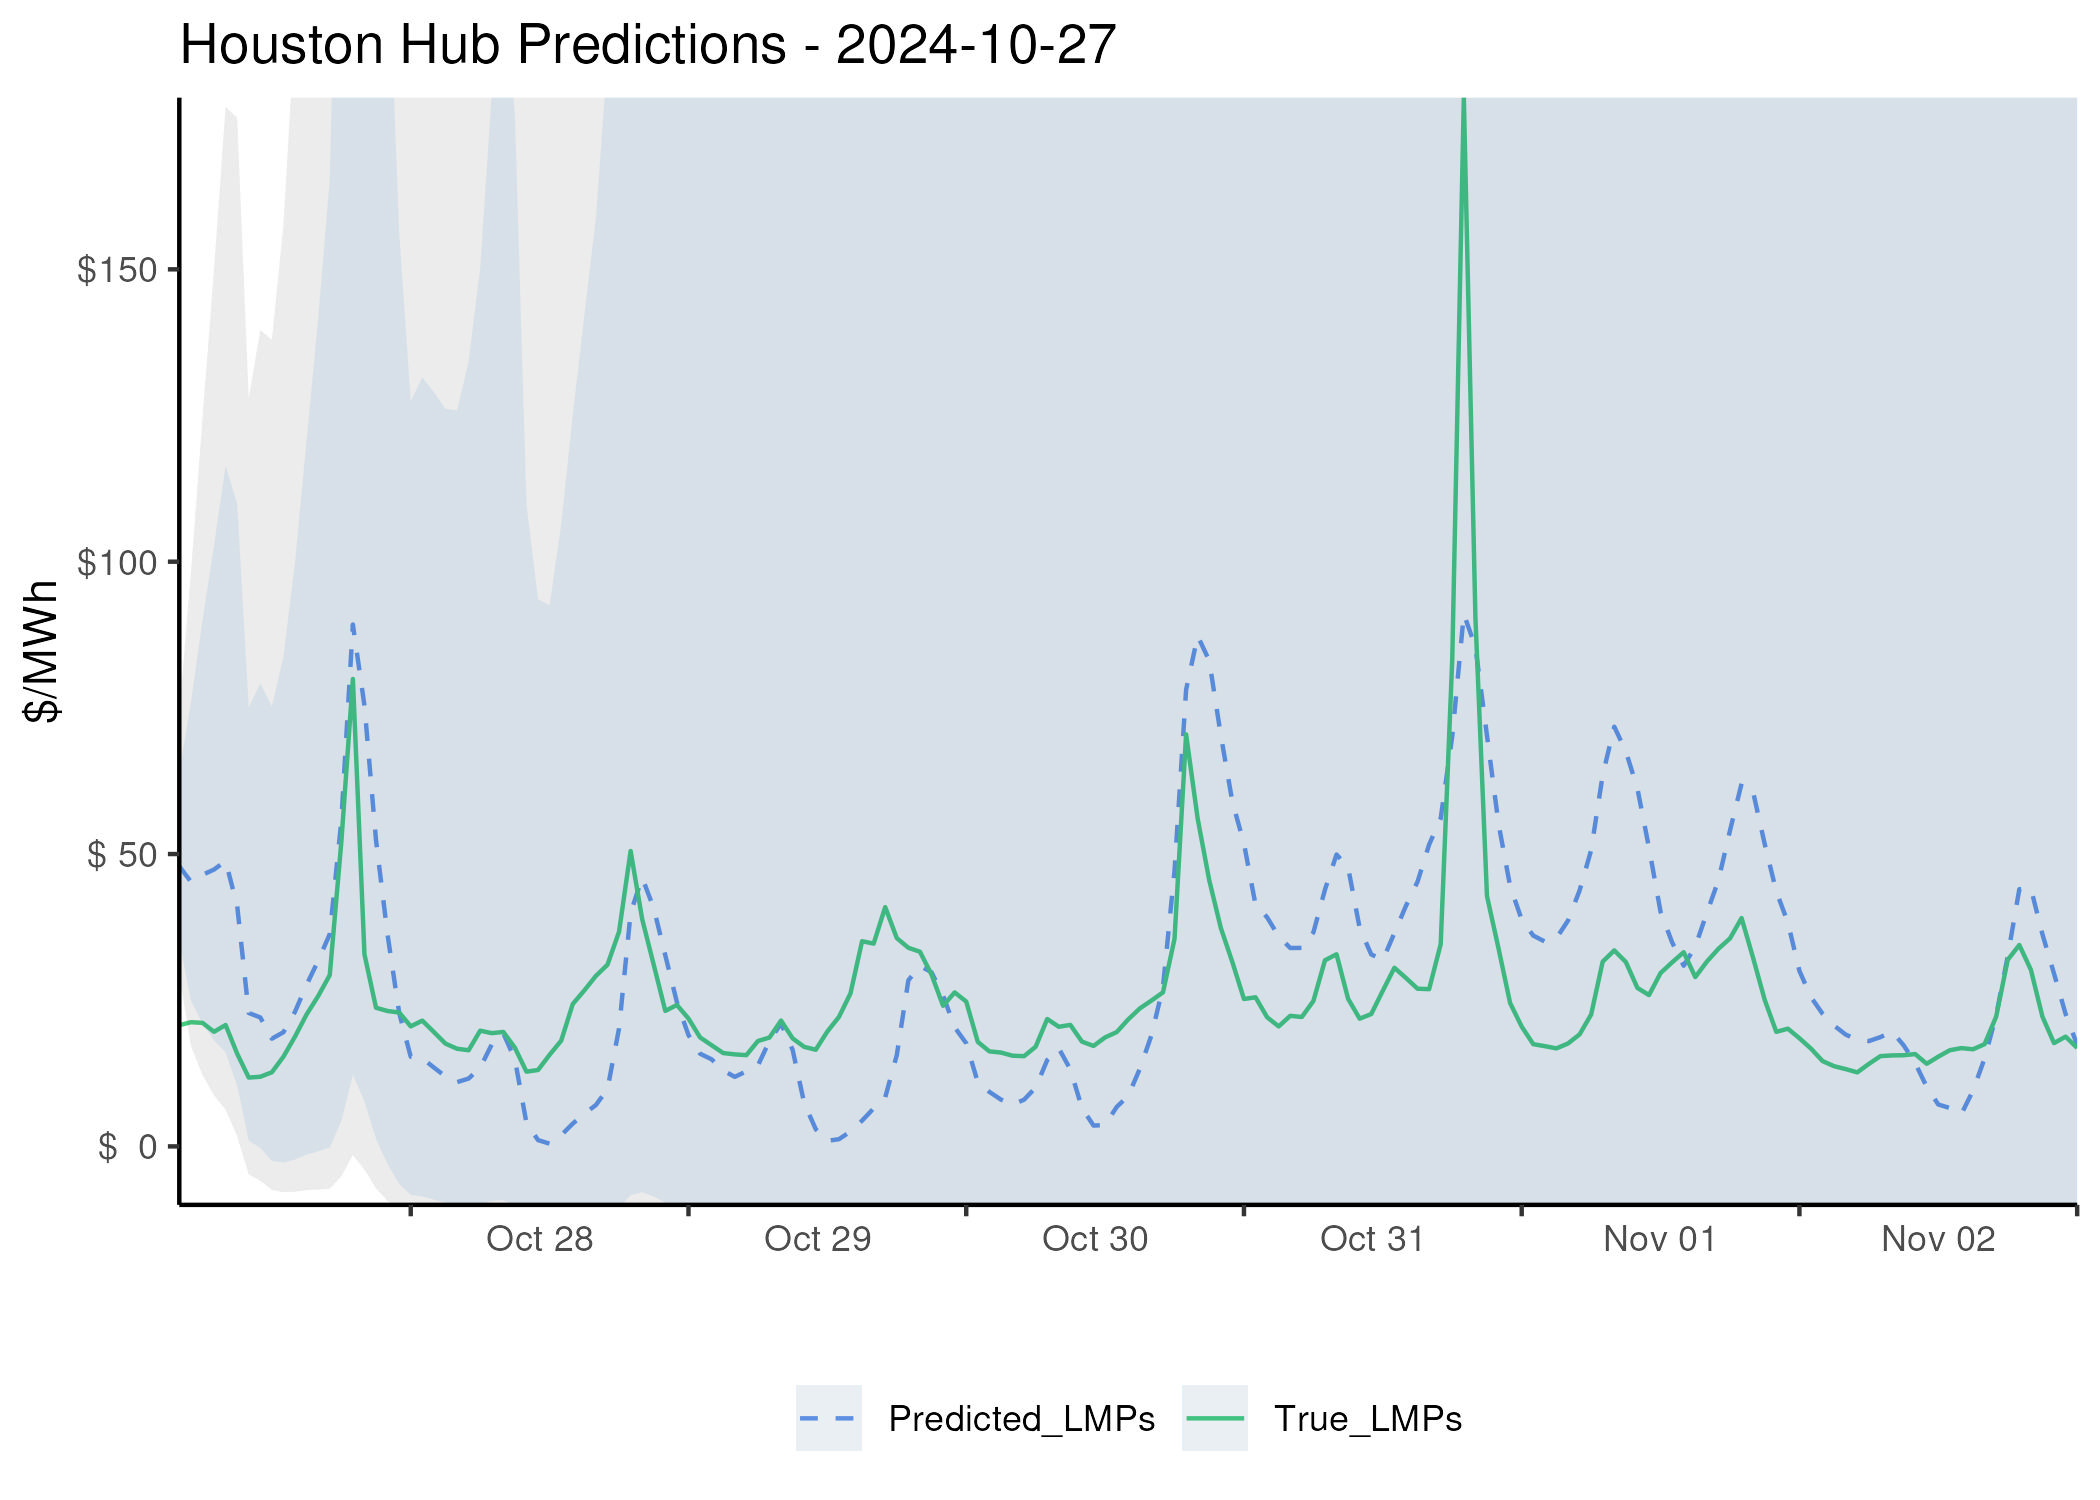 Houston Hub Predictions - 2024-10-27
$/MWh
$150
$100
$ 50
$ 0
Oct 28 Oct 29 Oct 30 Oct 31 Nov 01 Nov 02
Predicted_LMPs True_LMPs